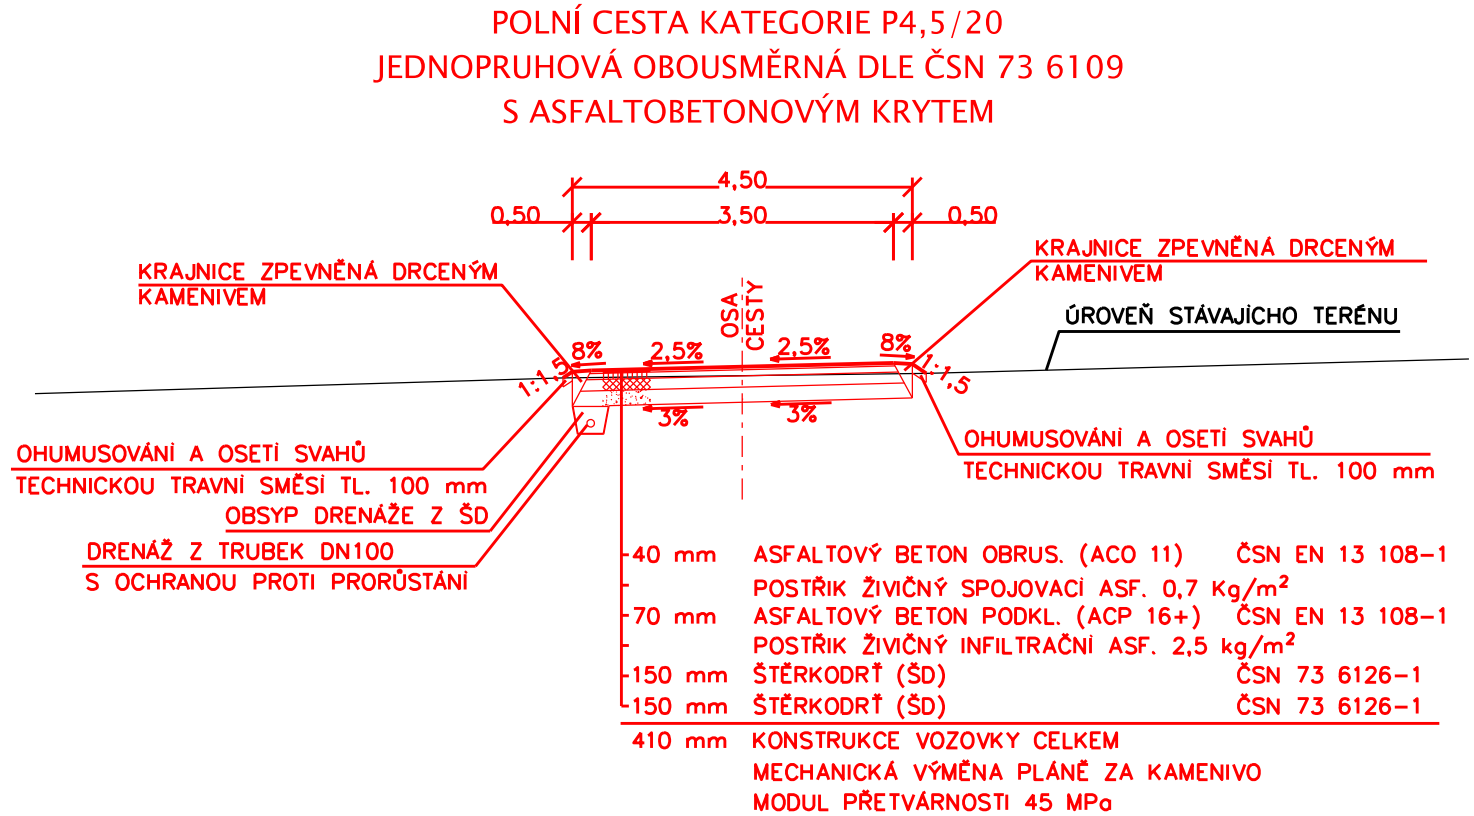 POLNÍ CESTA KATEGORIE P4,5/20
JEDNOPRUHOVÁ OBOUSMĚRNÁ DLE ČSN 73 6109
S ASFALTOBETONOVÝM KRYTEM
4,50
0,50 3,50 0,50
KRAJNICE ZPEVNĚNÁ DRCENÝM
KAMENIVEM
KRAJNICE ZPEVNĚNÁ DRCENÝM
KAMENIVEM
OSA
CESTY
ÚROVEŇ STÁVAJÍCHO TERÉNU
8% 2,5% 2,5% 8%
1:1,5 1:1,5
3% 3%
OHUMUSOVÁNÍ A OSETÍ SVAHŮ
TECHNICKOU TRAVNÍ SMĚSÍ TL. 100 mm
OHUMUSOVÁNÍ A OSETÍ SVAHŮ
TECHNICKOU TRAVNÍ SMĚSÍ TL. 100 mm
OBSYP DRENÁŽE Z ŠD
DRENÁŽ Z TRUBEK DN100
S OCHRANOU PROTI PRORŮSTÁNÍ
40 mm ASFALTOVÝ BETON OBRUS. (ACO 11) ČSN EN 13 108-1
POSTŘIK ŽIVIČNÝ SPOJOVACÍ ASF. 0,7 Kg/m²
70 mm ASFALTOVÝ BETON PODKL. (ACP 16+) ČSN EN 13 108-1
POSTŘIK ŽIVIČNÝ INFILTRAČNÍ ASF. 2,5 kg/m²
150 mm ŠTĚRKODRŤ (ŠD) ČSN 73 6126-1
150 mm ŠTĚRKODRŤ (ŠD) ČSN 73 6126-1
410 mm KONSTRUKCE VOZOVKY CELKEM
MECHANICKÁ VÝMĚNA PLÁNĚ ZA KAMENIVO
MODUL PŘETVÁRNOSTI 45 MPa